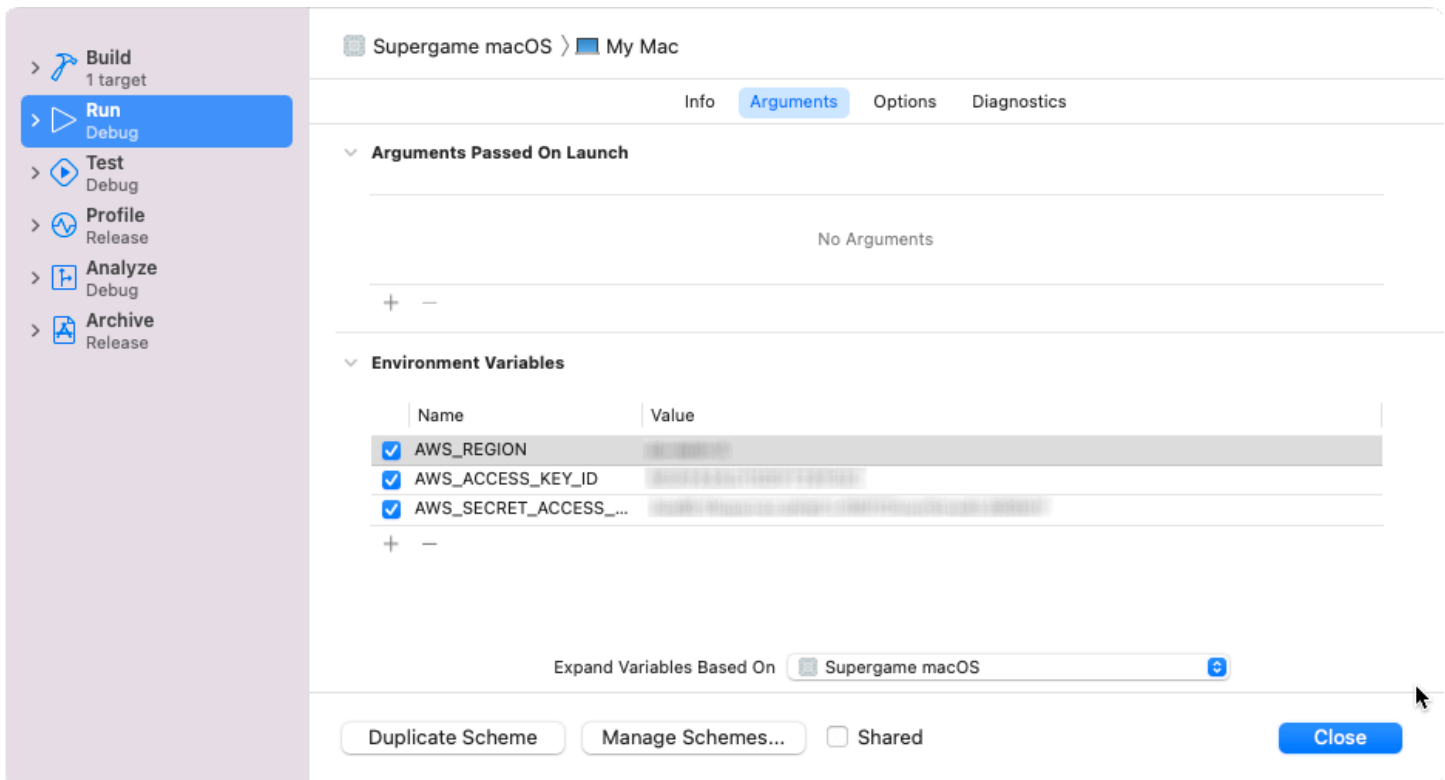 Build
1 target
Run
Debug
Test
Debug
Profile
Release
Analyze
Debug
Archive
Release
Supergame macOS 〉 My Mac
Info Arguments Options Diagnostics
Arguments Passed On Launch
No Arguments
+ −
Environment Variables
Name Value
AWS_REGION
AWS_ACCESS_KEY_ID
AWS_SECRET_ACCESS_...
+ −
Expand Variables Based On Supergame macOS
Duplicate Scheme Manage Schemes... Shared Close